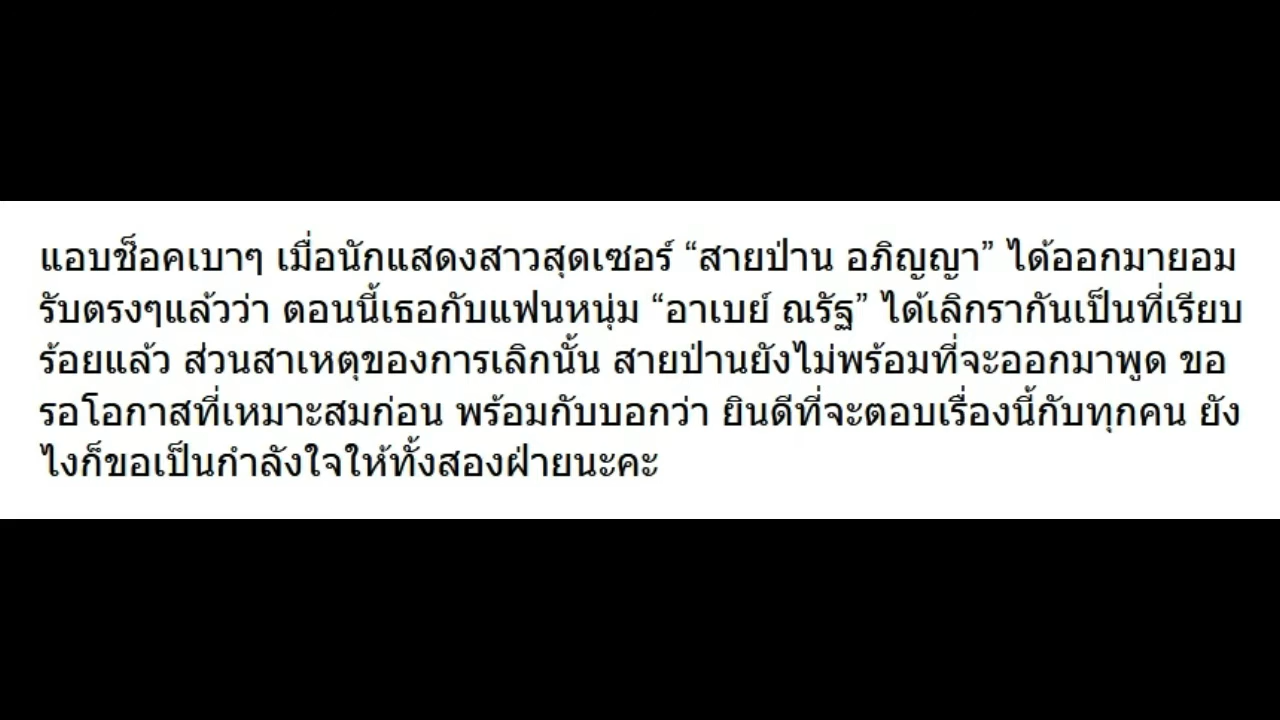 แอบช็อคเบาๆ เมื่อนักแสดงสาวสุดเซอร์ “สายป่าน อภิญญา” ได้ออกมายอม
รับตรงๆแล้วว่า ตอนนี้เธอกับแฟนหนุ่ม “อาเบย์ ณรัฐ” ได้เลิกรากันเป็นที่เรียบ
ร้อยแล้ว ส่วนสาเหตุของการเลิกนั้น สายป่านยังไม่พร้อมที่จะออกมาพูด ขอ
รอโอกาสที่เหมาะสมก่อน พร้อมกับบอกว่า ยินดีที่จะตอบเรื่องนี้กับทุกคน ยัง
ไงก็ขอเป็นกำลังใจให้ทั้งสองฝ่ายนะคะ